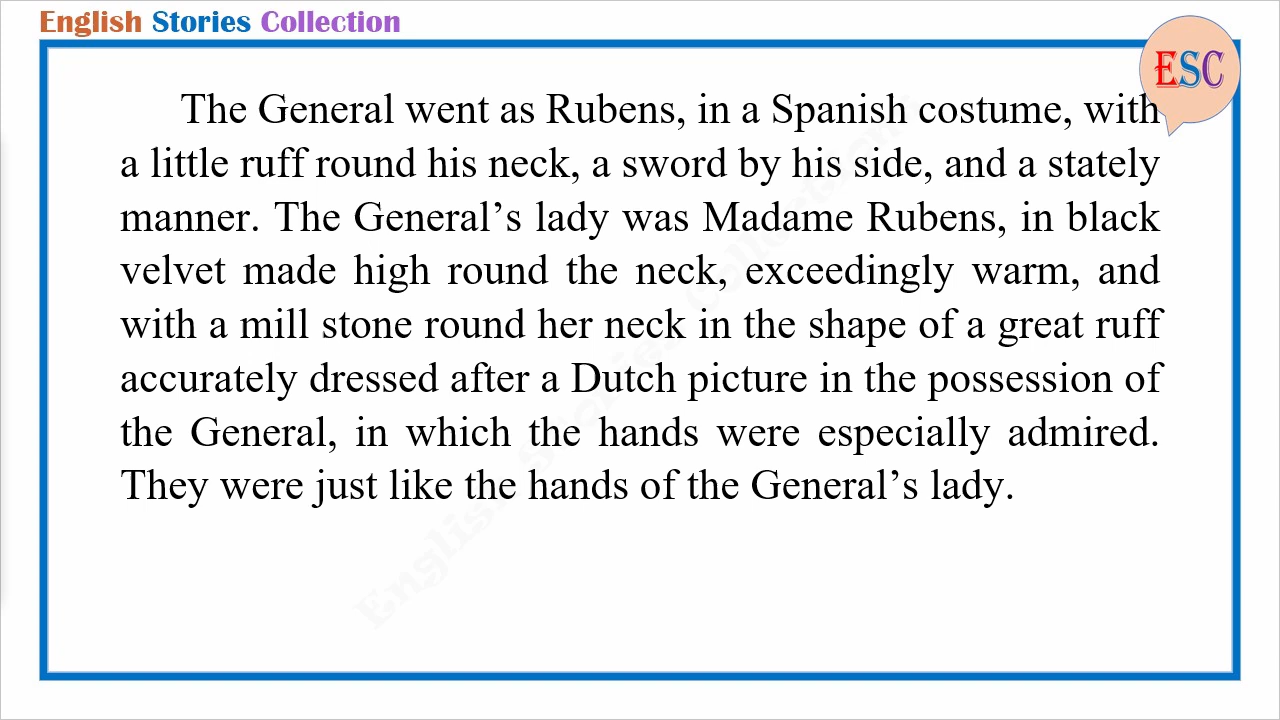 English Stories Collection
ESC
The General went as Rubens, in a Spanish costume, with
a little ruff round his neck, a sword by his side, and a stately
manner. The General’s lady was Madame Rubens, in black
velvet made high round the neck, exceedingly warm, and
with a mill stone round her neck in the shape of a great ruff
accurately dressed after a Dutch picture in the possession of
the General, in which the hands were especially admired.
They were just like the hands of the General’s lady.
English Stories Collection